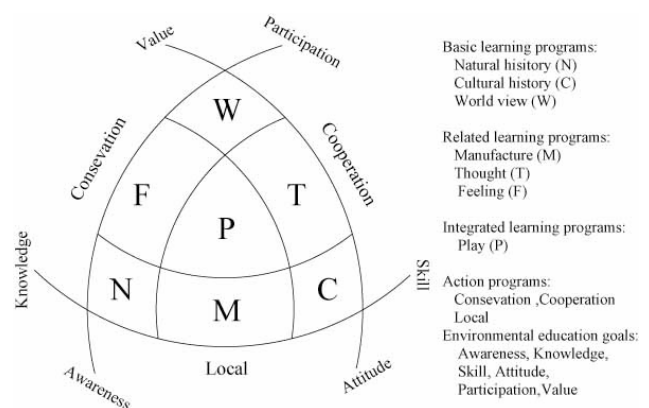 Value
Participation
W
Consevation
Cooperation
F
T
P
Knowledge
Skill
N
M
C
Local
Awareness
Attitude
Basic learning programs:
Natural hisitory (N)
Cultural history (C)
World view (W)
Related learning programs:
Manufacture (M)
Thought (T)
Feeling (F)
Integrated learning programs:
Play (P)
Action programs:
Consevation ,Cooperation
Local
Environmental education goals:
Awareness, Knowledge,
Skill, Attitude,
Participation,Value